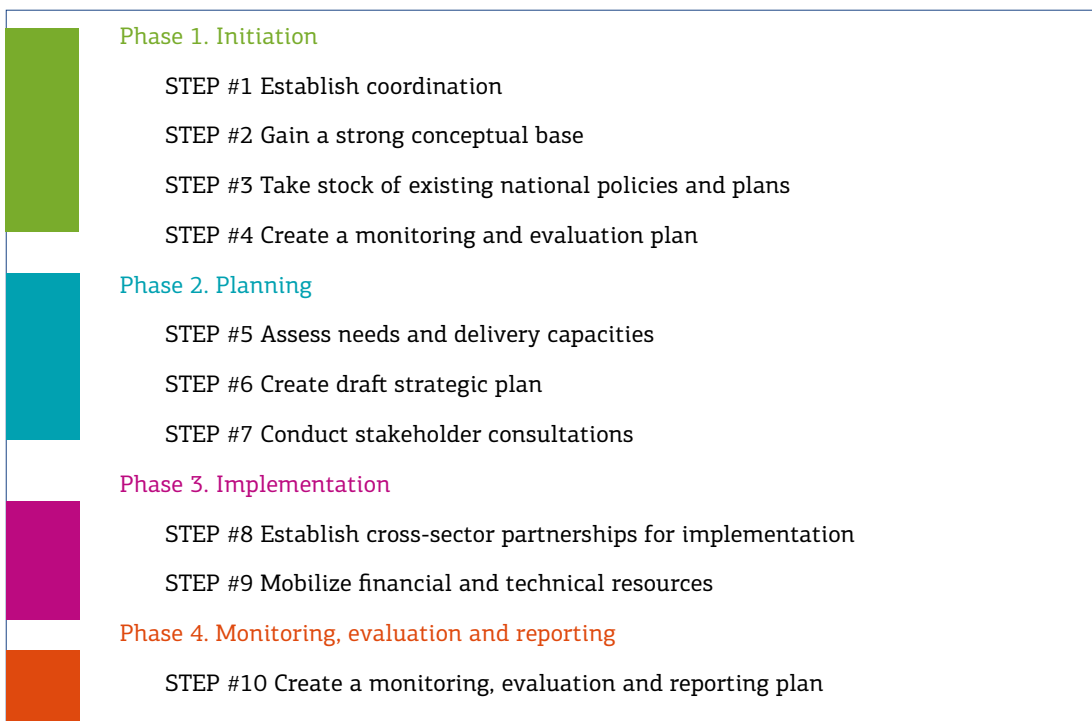 Phase 1. Initiation
STEP #1 Establish coordination
STEP #2 Gain a strong conceptual base
STEP #3 Take stock of existing national policies and plans
STEP #4 Create a monitoring and evaluation plan
Phase 2. Planning
STEP #5 Assess needs and delivery capacities
STEP #6 Create draft strategic plan
STEP #7 Conduct stakeholder consultations
Phase 3. Implementation
STEP #8 Establish cross-sector partnerships for implementation
STEP #9 Mobilize financial and technical resources
Phase 4. Monitoring, evaluation and reporting
STEP #10 Create a monitoring, evaluation and reporting plan